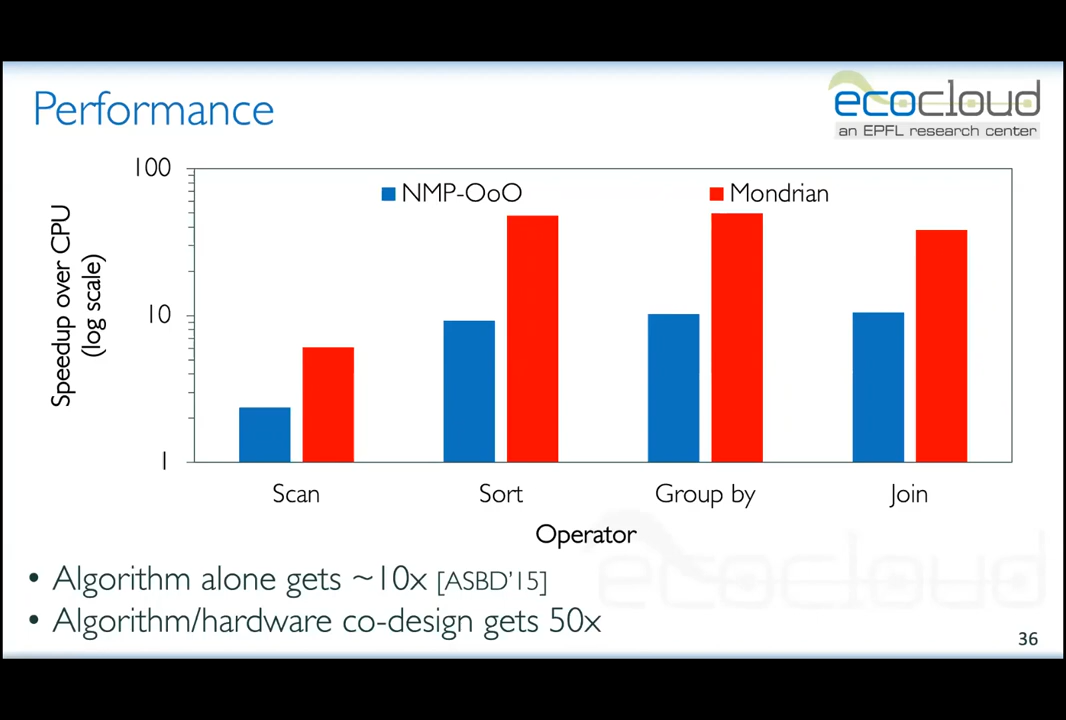 Performance
ecocloud
an EPFL research center
100
NMP-OoO
Mondrian
Speedup over CPU
(log scale)
10
1
Scan
Sort
Group by
Join
Operator
ecocloud
• Algorithm alone gets ~10x [ASBD'15]
• Algorithm/hardware co-design gets 50x
36